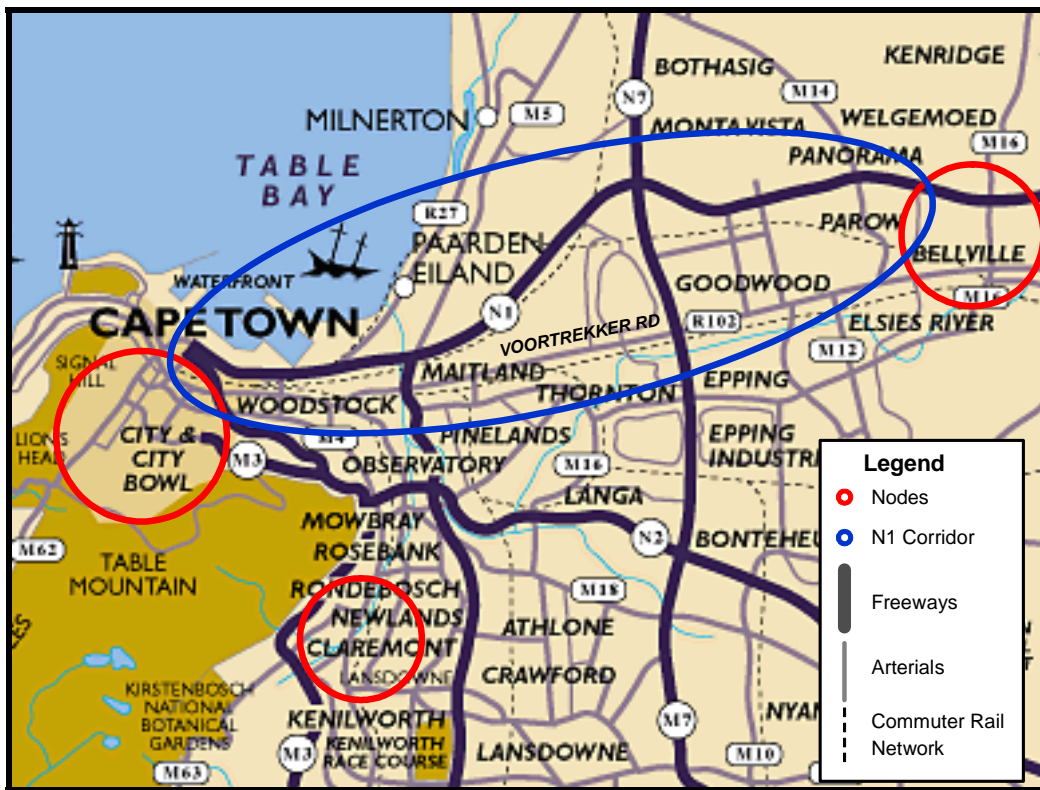 KENRIDGE
BOTHASIG
M14
N7
MILNERTON
M5
MONTAVISTA
WELGEMOED
M16
PANORAMA
TABLE
BAY
R27
PAROW
PAARDEN
EILAND
BELLVILLE
WATERFRONT
GOODWOOD
M16
CAPE TOWN
N1
VOORTREKKER RD
R102
ELSIES RIVER
M12
SIGNAL
HILL
MAITLAND
THORNTON
EPPING
WOODSTOCK
LIONS
HEAD
CITY &
CITY
BOWL
M4
M3
PINELANDS
OBSERVATORY
M16
EPPING
INDUSTRI
LANGA
MOWBRAY
N2
BONTEHEU
M62
ROSEBANK
TABLE
MOUNTAIN
RONDEBOSCH
M18
NEWLANDS
ATHLONE
CLAREMONT
LANSDOWNE
CRAWFORD
KIRSTENBOSCH
NATIONAL
BOTANICAL
GARDENS
KENILWORTH
M7
NYAN
KENILWORTH
RACE COURSE
M3
LANSDOWNE
M10
M63
Legend
Nodes
N1 Corridor
Freeways
Arterials
Commuter Rail
Network